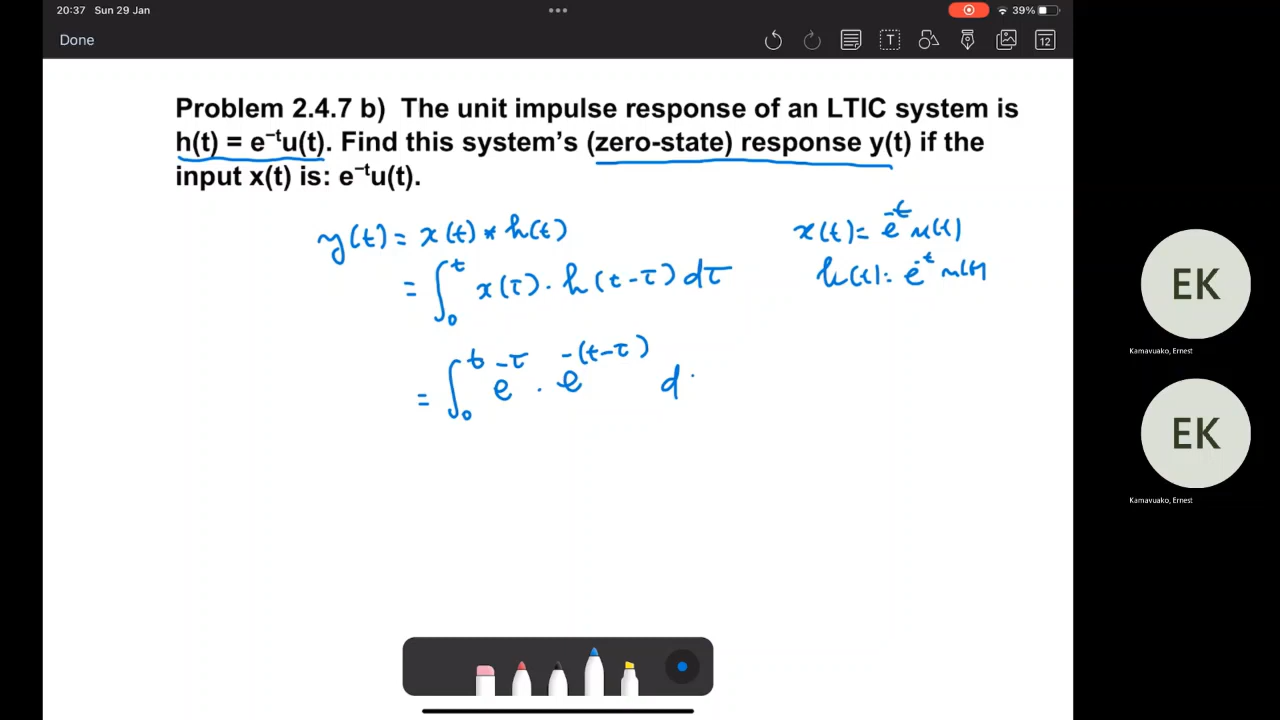 20:37 Sun 29 Jan
39%
Done
T
12
Problem 2.4.7 b) The unit impulse response of an LTIC system is
h(t) = e⁻ᵗu(t). Find this system’s (zero-state) response y(t) if the
input x(t) is: e⁻ᵗu(t).
y(t) = x(t) * h(t)
= ∫₀ᵗ x(τ) · h(t-τ) dτ
= ∫₀ᵗ e^-τ · e^-(t-τ) d
x(t) = e^-t u(t)
h(t) = e^-t u(t)
EK
Kamavuako, Ernest
EK
Kamavuako, Ernest